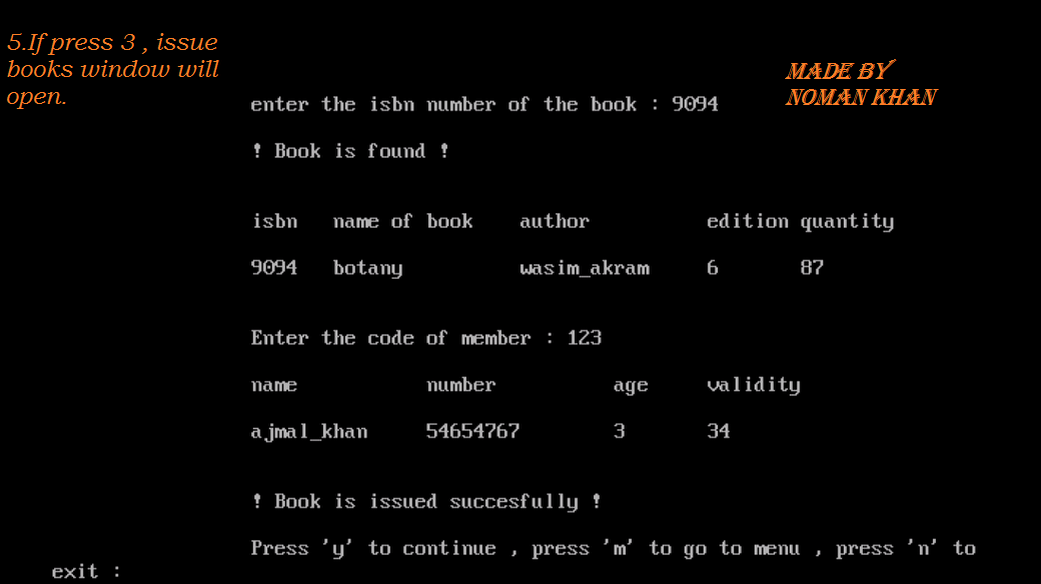 5.If press 3 , issue
books window will
open.
MADE BY
NOMAN KHAN
enter the isbn number of the book : 9094
! Book is found !
isbn name of book author edition quantity
9094 botany wasim_akram 6 87
Enter the code of member : 123
name number age validity
ajmal_khan 54654767 3 34
! Book is issued succesfully !
Press 'y' to continue , press 'm' to go to menu , press 'n' to
exit :